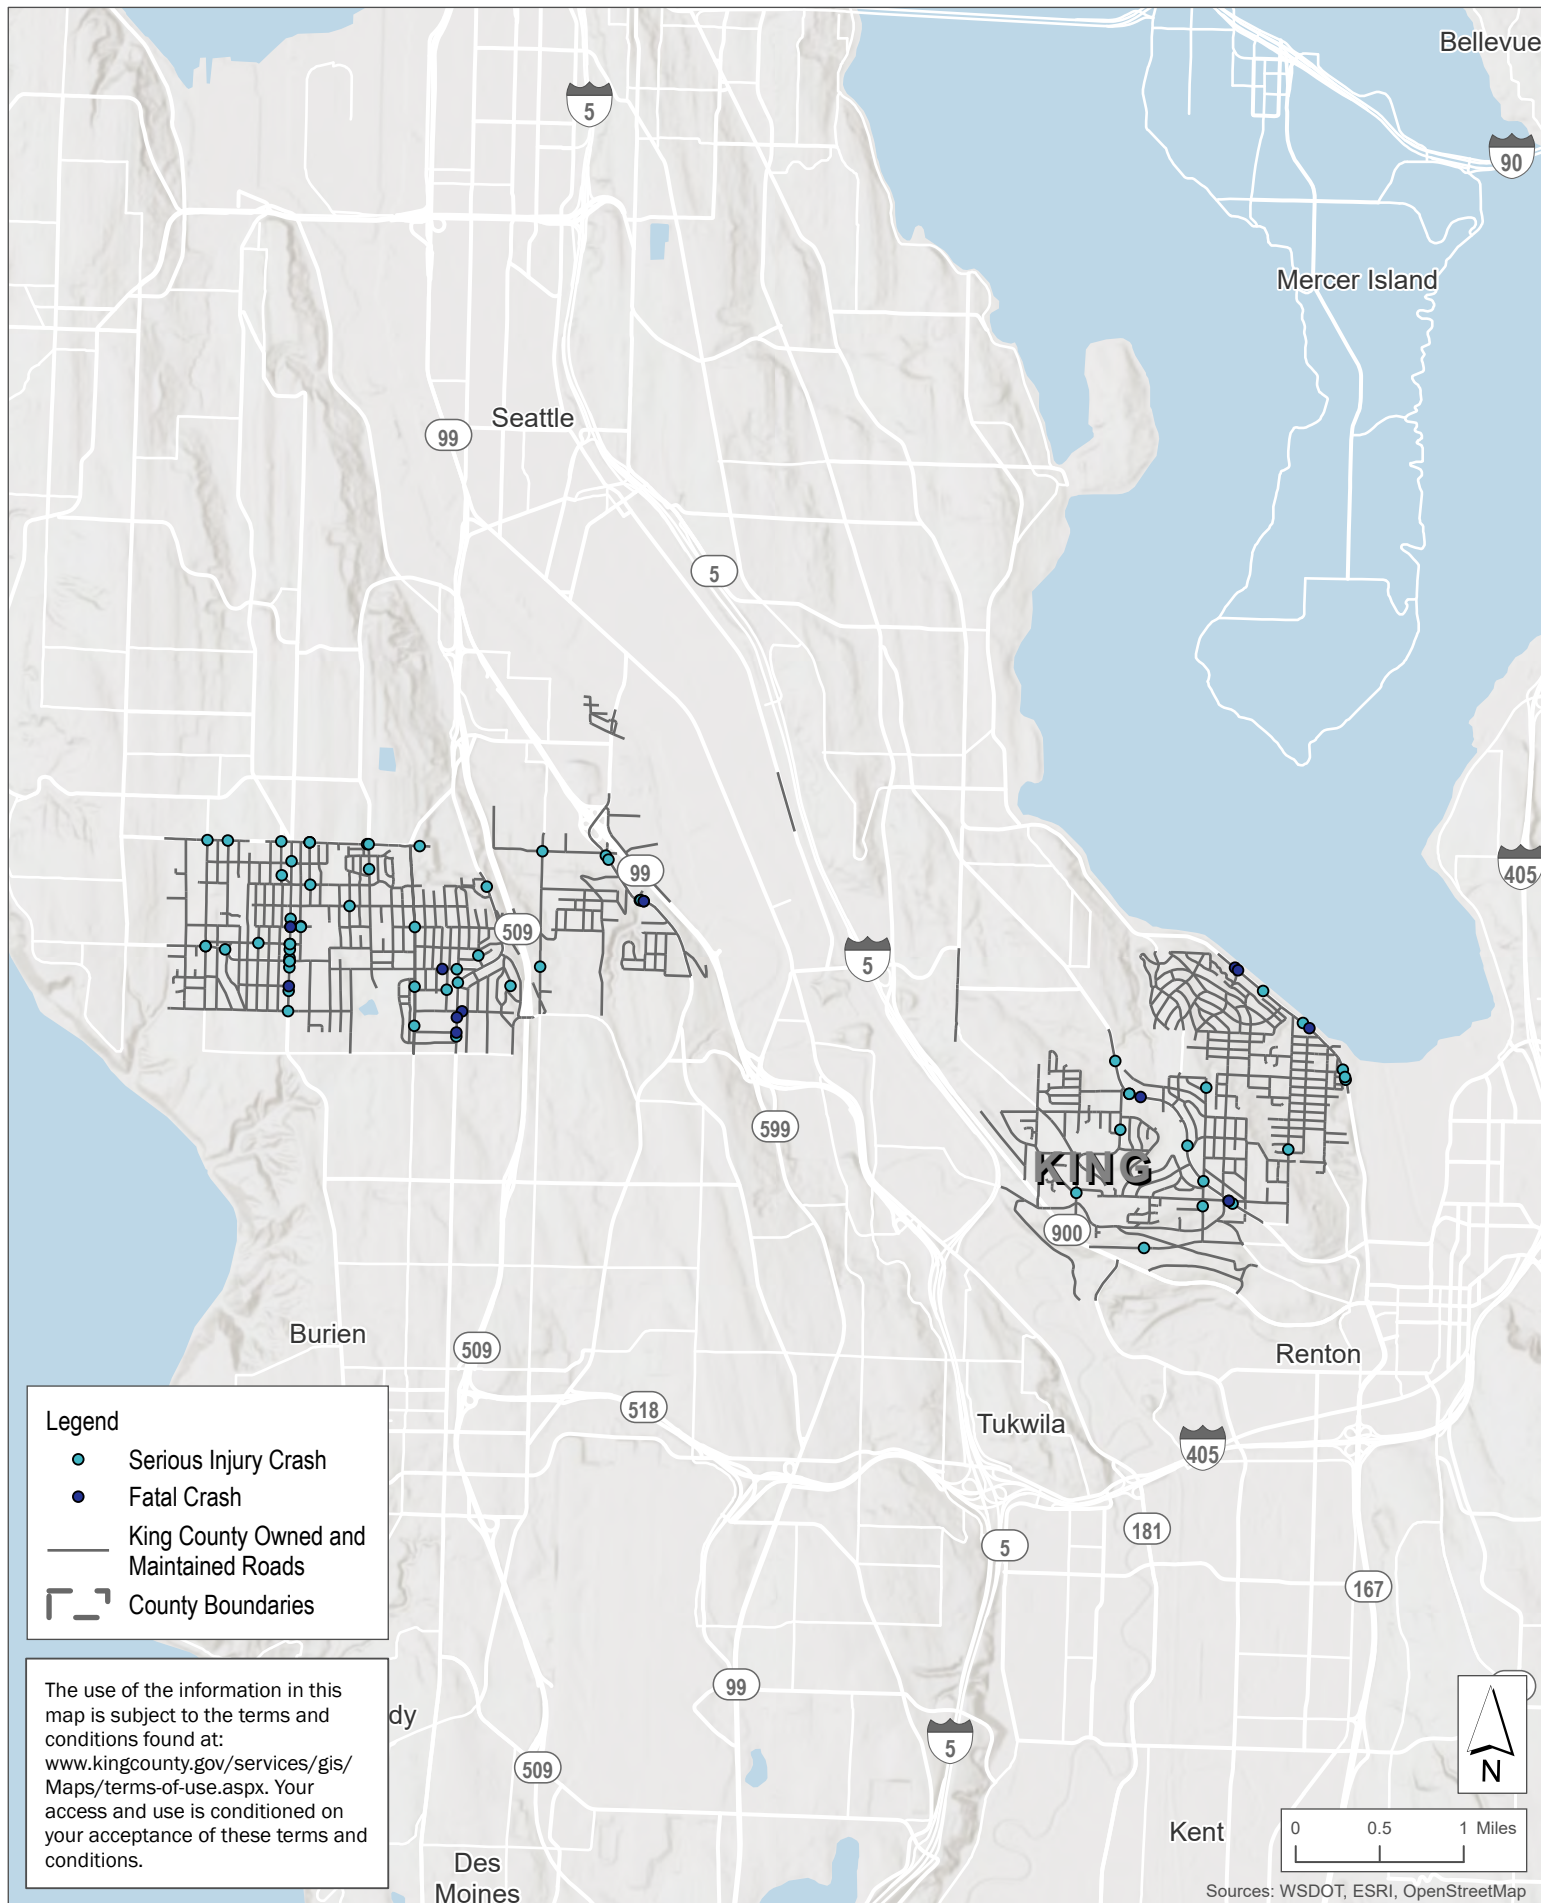 Bellevue
5
90
Mercer Island
Seattle
99
5
99
405
509
5
599
KING
900
Burien
509
Renton
518
Tukwila
405
181
5
167
99
dy
5
509
Kent
Des
Moines
Legend
Serious Injury Crash
Fatal Crash
King County Owned and
Maintained Roads
County Boundaries
The use of the information in this
map is subject to the terms and
conditions found at:
www.kingcounty.gov/services/gis/
Maps/terms-of-use.aspx. Your
access and use is conditioned on
your acceptance of these terms and
conditions.
N
0 0.5 1 Miles
Sources: WSDOT, ESRI, OpenStreetMap